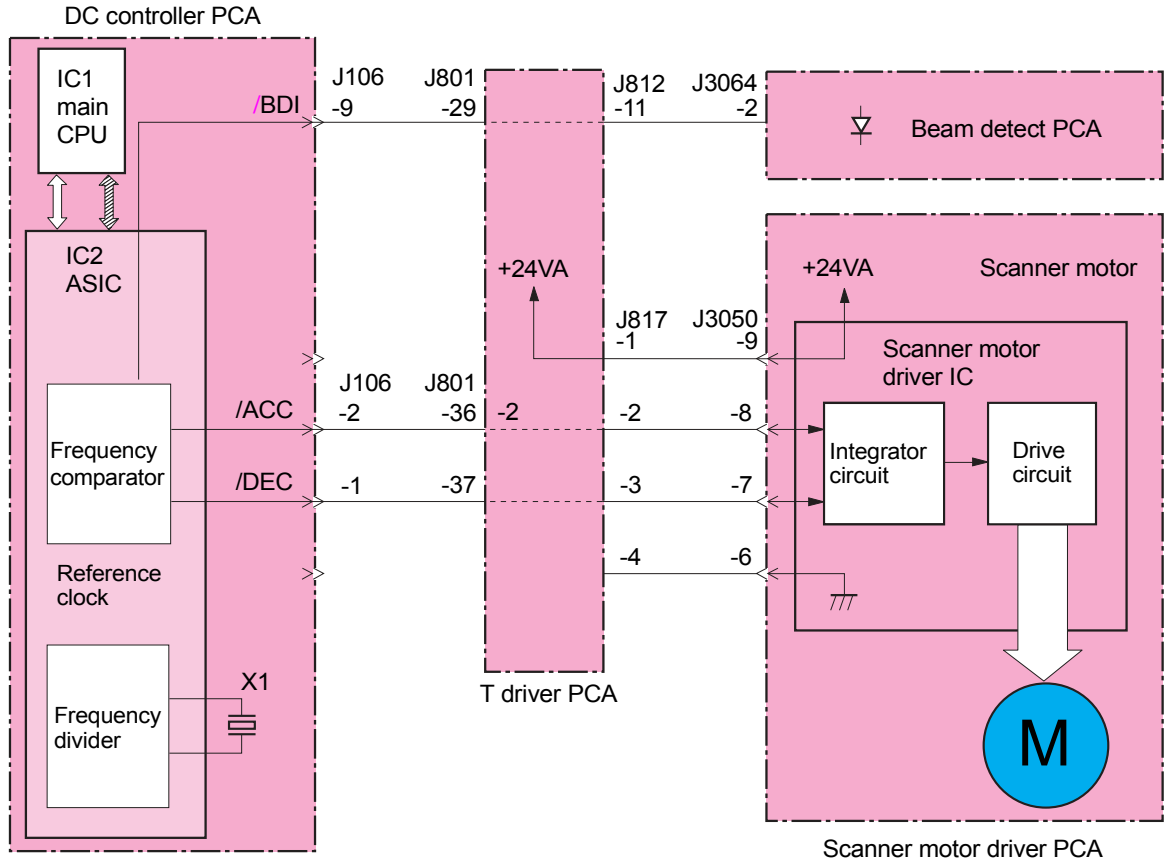 DC controller PCA
IC1
main
CPU
/BDI
J106
-9
J801
-29
J812
-11
J3064
-2
Beam detect PCA
IC2
ASIC
+24VA
+24VA
Scanner motor
J817
-1
J3050
-9
Scanner motor
driver IC
J106
-2
J801
-36
-2
-2
-8
/ACC
Frequency
comparator
/DEC
-1
-37
-3
-7
Integrator
circuit
Drive
circuit
-4
-6
Reference
clock
X1
Frequency
divider
T driver PCA
M
Scanner motor driver PCA